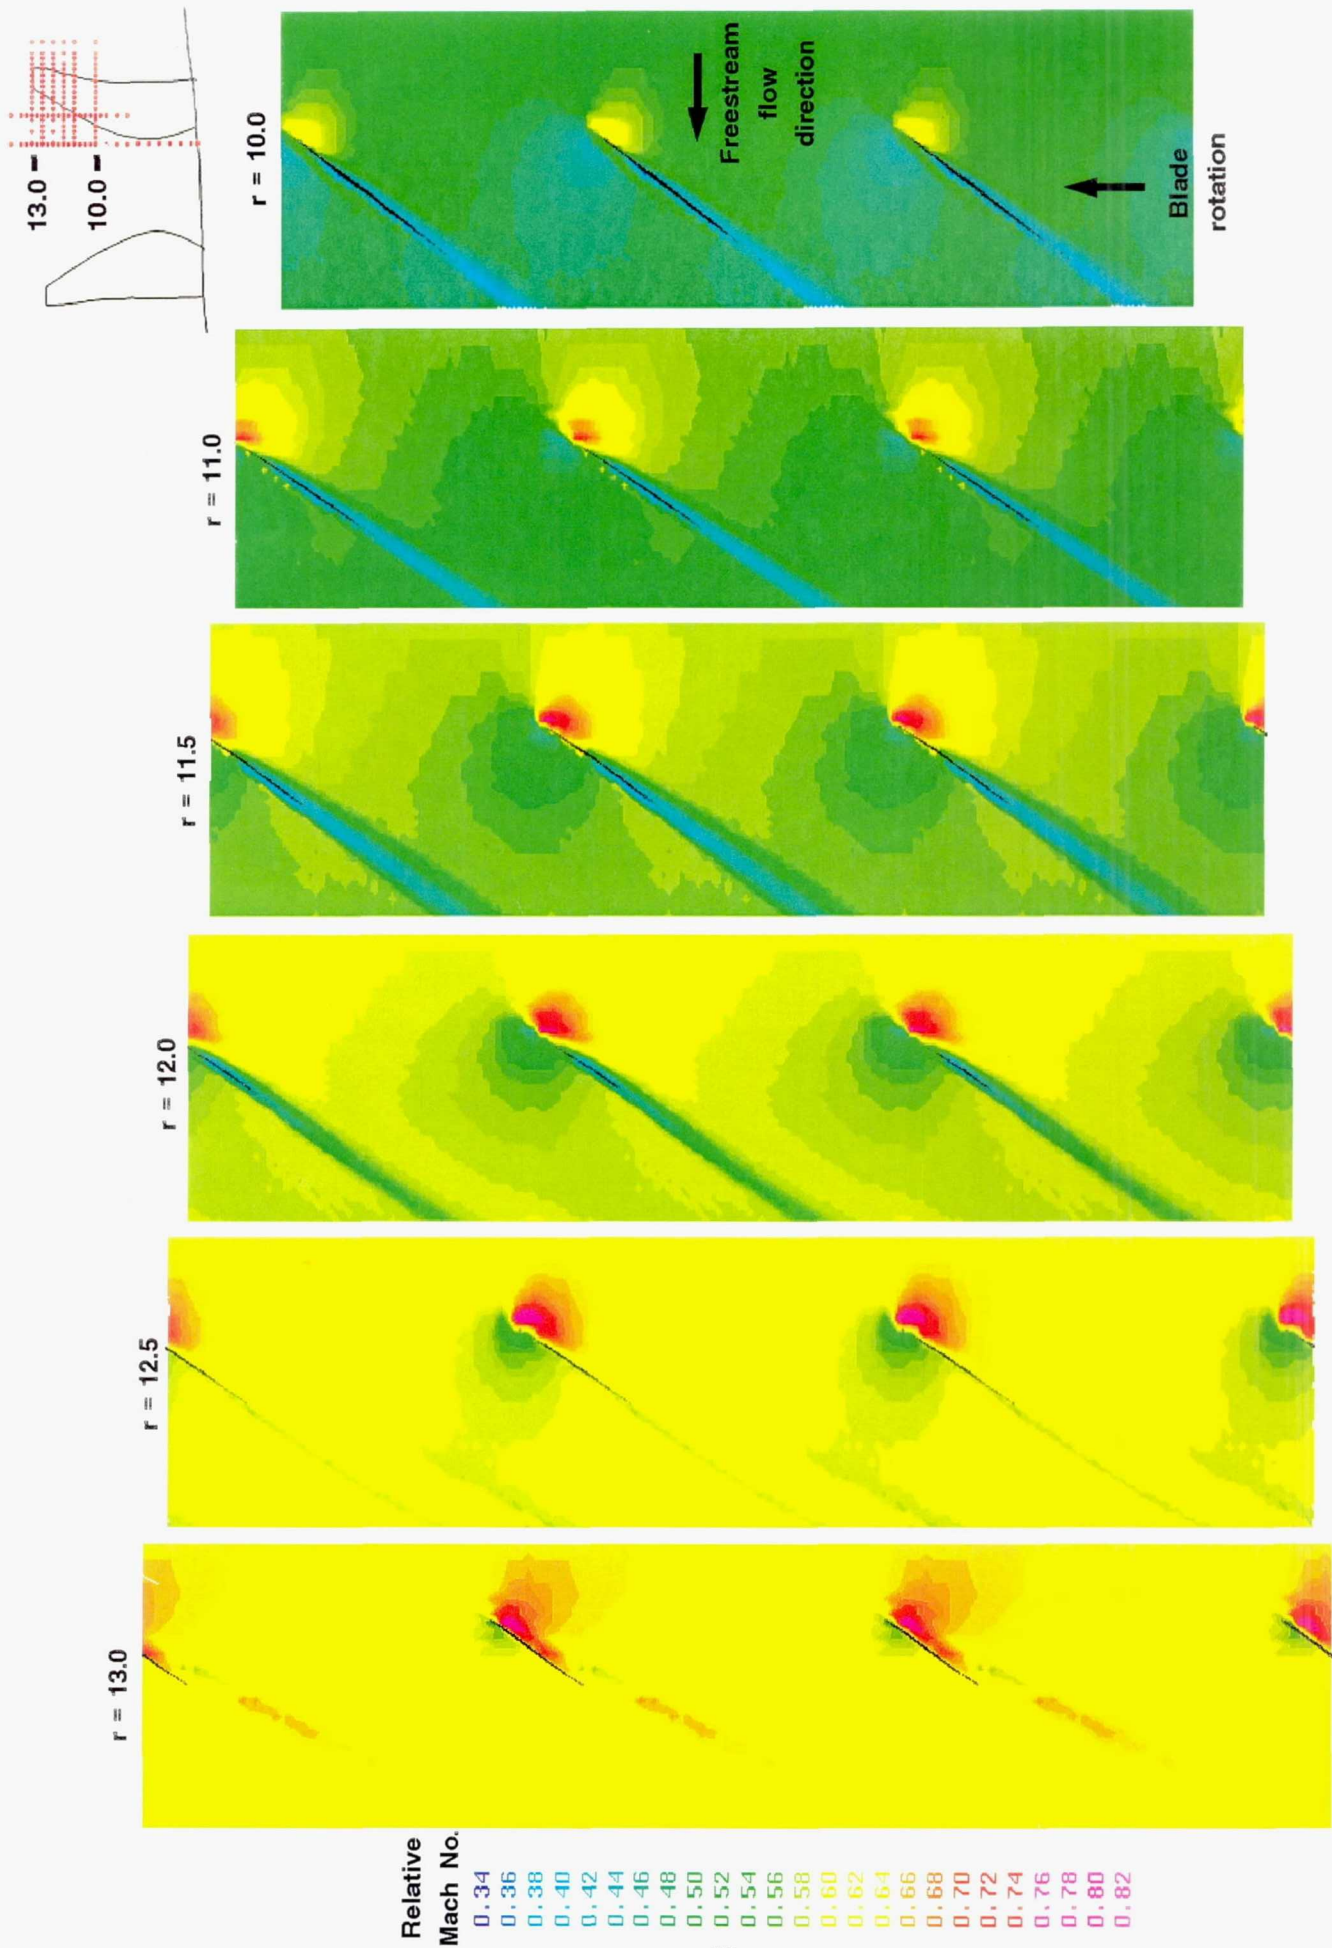 13.0
10.0
r = 10.0
Freestream
flow
direction
Blade
rotation
r = 11.0
r = 11.5
r = 12.0
r = 12.5
r = 13.0
Relative
Mach No.
0.34
0.36
0.38
0.40
0.42
0.44
0.46
0.48
0.50
0.52
0.54
0.56
0.58
0.60
0.62
0.64
0.66
0.68
0.70
0.72
0.74
0.76
0.78
0.80
0.82